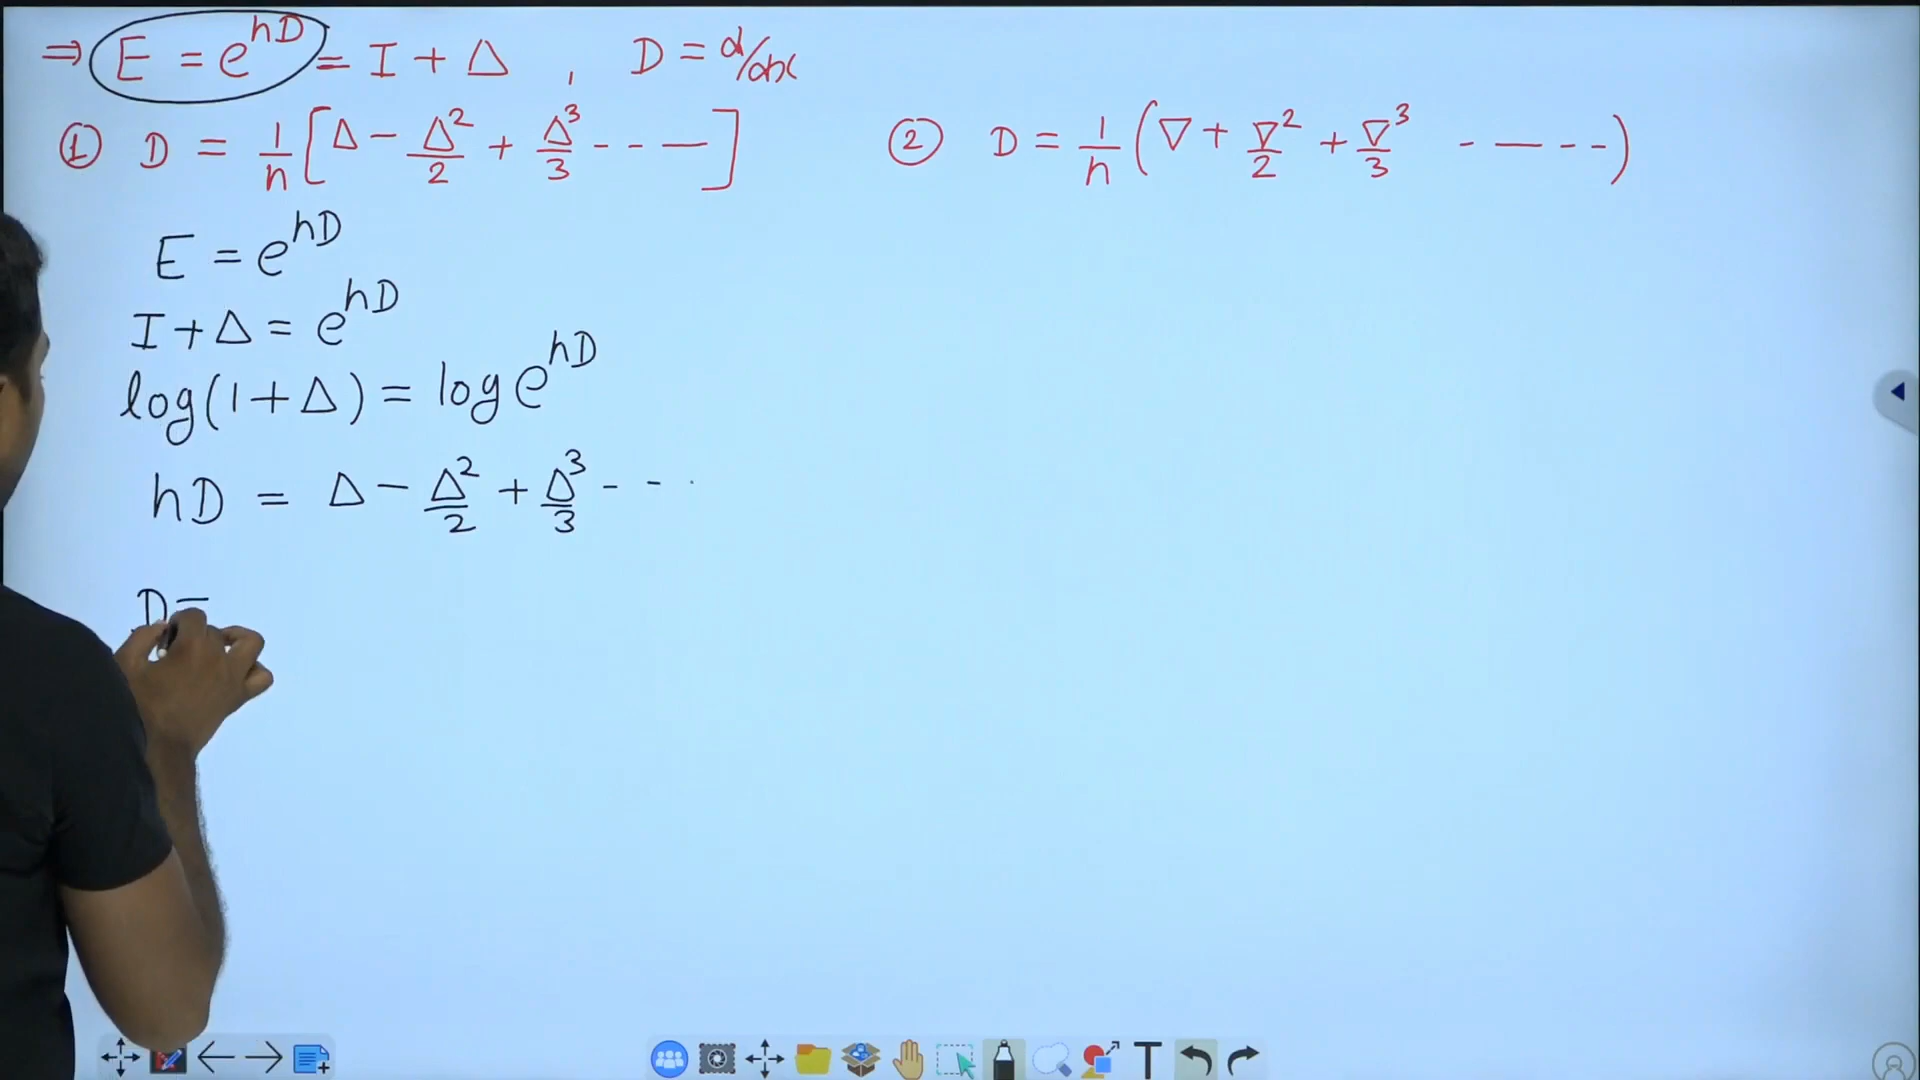 ⇒ E = e^{hD} = I + Δ , D = d/dx
① D = 1/h [Δ − Δ²/2 + Δ³/3 - - —]
② D = 1/h (∇ + ∇²/2 + ∇³/3 - — - -)
E = e^{hD}
I + Δ = e^{hD}
log(1 + Δ) = log e^{hD}
hD = Δ − Δ²/2 + Δ³/3 - - ·
D =
T